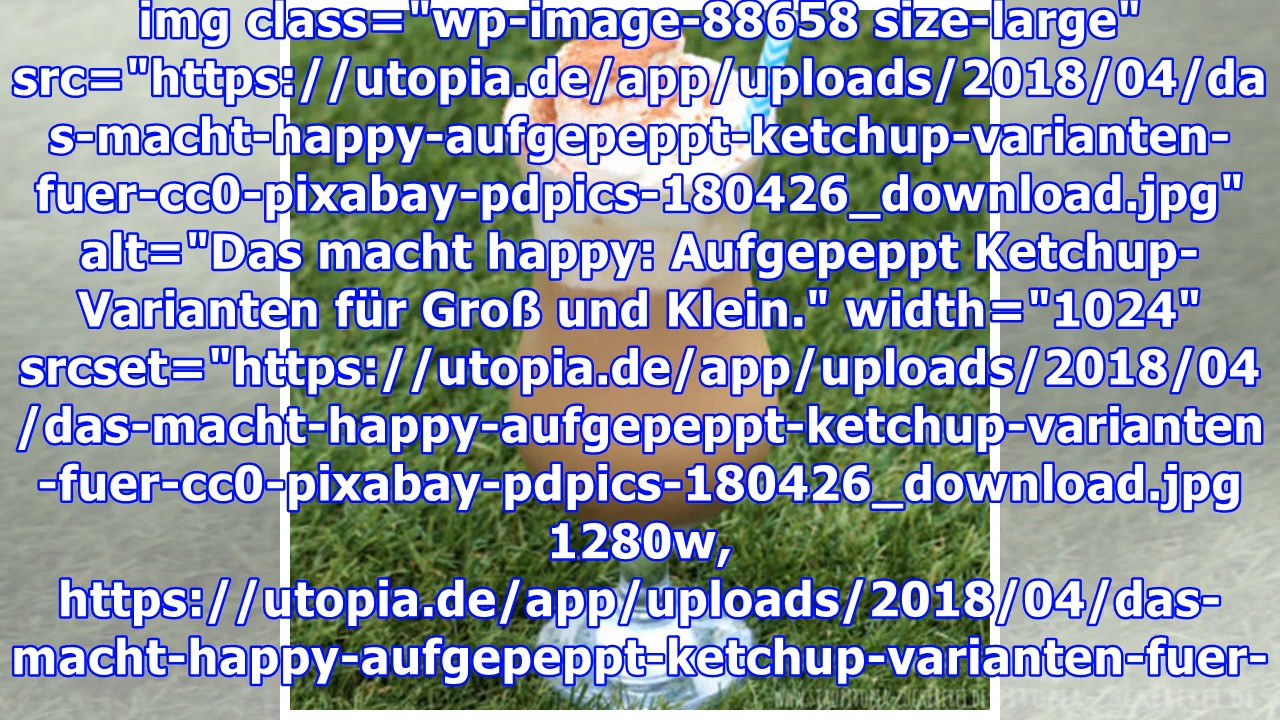 img class="wp-image-88658 size-large"
src="https://utopia.de/app/uploads/2018/04/da
s-macht-happy-aufgepeppt-ketchup-varianten-
fuer-cc0-pixabay-pdpics-180426_download.jpg"
alt="Das macht happy: Aufgepeppt Ketchup-
Varianten für Groß und Klein." width="1024"
srcset="https://utopia.de/app/uploads/2018/04
/das-macht-happy-aufgepeppt-ketchup-varianten
-fuer-cc0-pixabay-pdpics-180426_download.jpg
1280w,
https://utopia.de/app/uploads/2018/04/das-
macht-happy-aufgepeppt-ketchup-varianten-fuer-